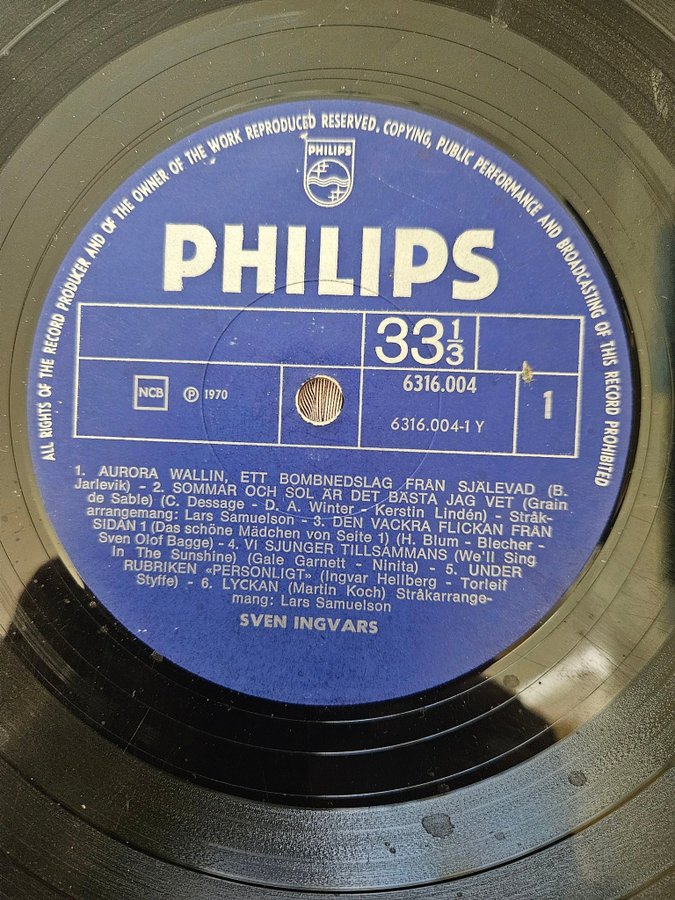 ALL RIGHTS OF THE RECORD PRODUCER AND OF THE OWNER OF THE WORK REPRODUCED RESERVED. COPYING, PUBLIC PERFORMANCE AND BROADCASTING OF THIS RECORD PROHIBITED
PHILIPS
PHILIPS
33 1/3
NCB ℗ 1970
6316.004
6316.004-1 Y
1
1. AURORA WALLIN, ETT BOMBNEDSLAG FRAN SJÄLEVAD (B.
Jarlevik) - 2. SOMMAR OCH SOL ÄR DET BÄSTA JAG VET (Grain
de Sable) (C. Dessage - D. A. Winter - Kerstin Lindén) - Stråk-
arrangemang: Lars Samuelson - 3. DEN VACKRA FLICKAN FRÅN
SIDAN 1 (Das schöne Mädchen von Seite 1) (H. Blum - Blecher -
Sven Olof Bagge) - 4. VI SJUNGER TILLSAMMANS (We'll Sing
In The Sunshine) (Gale Garnett - Ninita) - 5. UNDER
RUBRIKEN «PERSONLIGT» (Ingvar Hellberg - Torleif
Styffe) - 6. LYCKAN (Martin Koch) Stråkarrange-
mang: Lars Samuelson
SVEN INGVARS